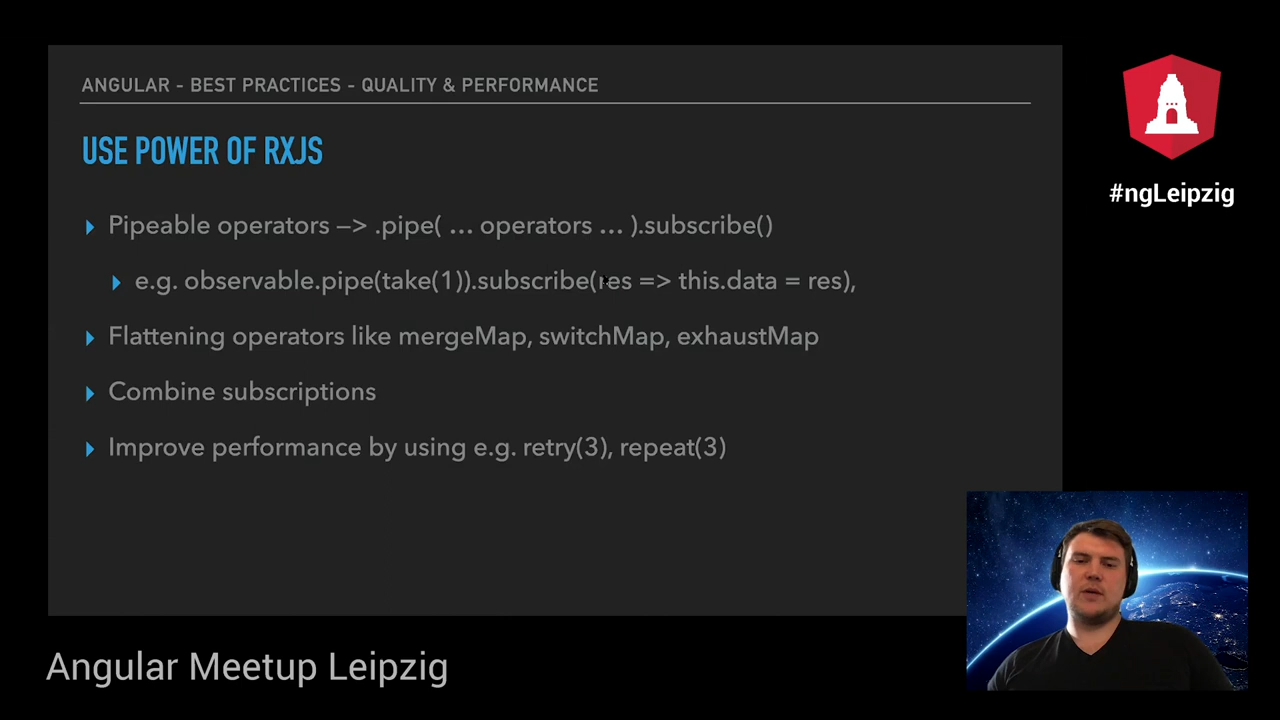 ANGULAR - BEST PRACTICES - QUALITY & PERFORMANCE
USE POWER OF RXJS
Pipeable operators —> .pipe( … operators … ).subscribe()
e.g. observable.pipe(take(1)).subscribe(res => this.data = res),
Flattening operators like mergeMap, switchMap, exhaustMap
Combine subscriptions
Improve performance by using e.g. retry(3), repeat(3)
#ngLeipzig
Angular Meetup Leipzig